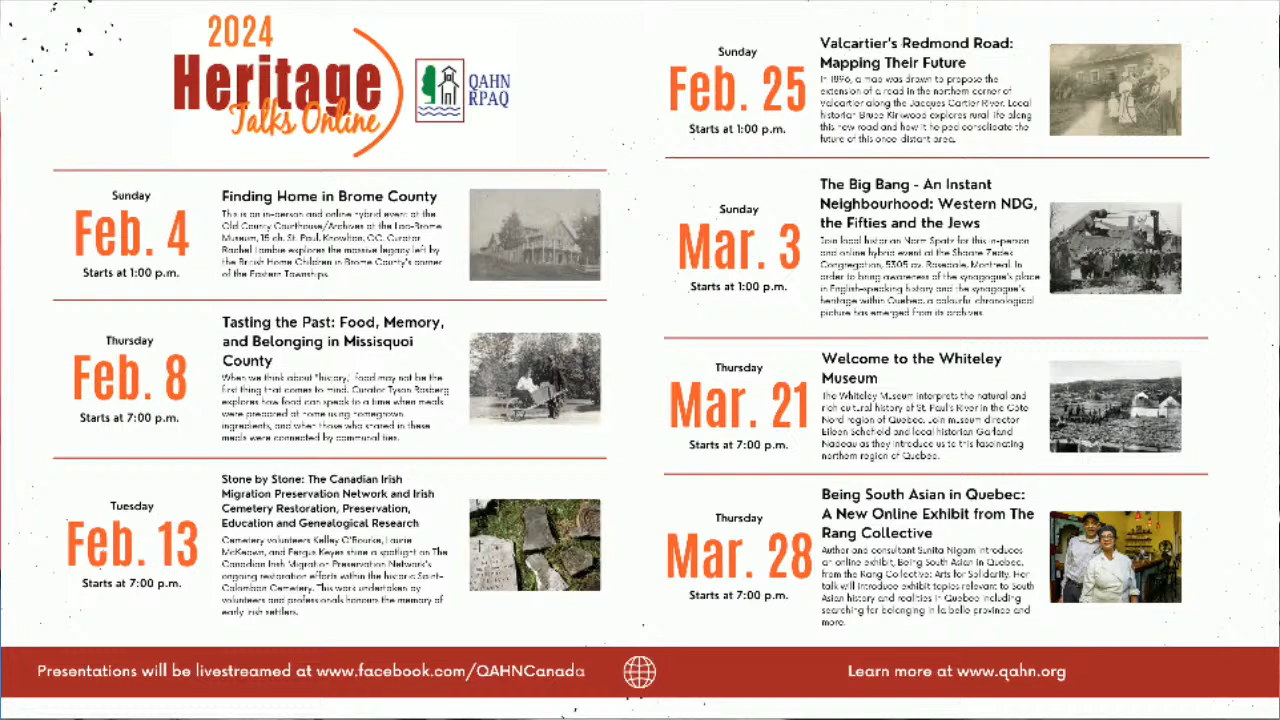 2024
Heritage
Talks Online
QAHN
RPAQ
Sunday
Feb. 4
Starts at 1:00 p.m.
Finding Home in Brome County
This is an in-person and online hybrid event at the
Old County Courthouse/Archives at the Lac-Brome
Museum, 15 ch. St. Paul, Knowlton, QC. Curator
Rachel Lambie explores the massive legacy left by
the British Home Children in Brome County's corner
of the Eastern Townships.
Thursday
Feb. 8
Starts at 7:00 p.m.
Tasting the Past: Food, Memory,
and Belonging in Missisquoi
County
When we think about "history," food may not be the
first thing that comes to mind. Curator Tyson Rosberg
explores how food can speak to a time when meals
were prepared at home using homegrown
ingredients, and when those who shared in these
meals were connected by communal ties.
Tuesday
Feb. 13
Starts at 7:00 p.m.
Stone by Stone: The Canadian Irish
Migration Preservation Network and Irish
Cemetery Restoration, Preservation,
Education and Genealogical Research
Cemetery volunteers Kelley O'Rourke, Laurie
McKeown, and Fergus Keyes shine a spotlight on The
Canadian Irish Migration Preservation Network's
ongoing restoration efforts within the historic Saint-
Colomban Cemetery. This work undertaken by
volunteers and professionals honours the memory of
early Irish settlers.
Sunday
Feb. 25
Starts at 1:00 p.m.
Valcartier's Redmond Road:
Mapping Their Future
In 1896, a map was drawn to propose the
extension of a road in the northern corner of
valcartier along the Jacques Cartier River. Local
historian Bruce Kirkwood explores rural life along
this new road and how it helped consolidate the
future of this once-distant area.
Sunday
Mar. 3
Starts at 1:00 p.m.
The Big Bang - An Instant
Neighbourhood: Western NDG,
the Fifties and the Jews
Join local historian Norm Spatz for this in-person
and online hybrid event at the Shaare Zedek
Congregation, 5305 av. Rosedale, Montreal. In
order to bring awareness of the synagogue's place
in English-speaking history and the synagogue's
heritage within Quebec, a colourful chronological
picture has emerged from its archives.
Thursday
Mar. 21
Starts at 7:00 p.m.
Welcome to the Whiteley
Museum
The Whiteley Museum interprets the natural and
rich cultural history of St. Paul's River in the Côte
Nord region of Quebec. Join museum director
Eileen Schofield and local historian Garland
Nadeau as they introduce us to this fascinating
northern region of Quebec.
Thursday
Mar. 28
Starts at 7:00 p.m.
Being South Asian in Quebec:
A New Online Exhibit from The
Rang Collective
Author and consultant Sunita Nigam introduces
an online exhibit, Being South Asian in Quebec,
from the Rang Collective: Arts for Solidarity. Her
talk will introduce exhibit topics relevant to South
Asian history and realities in Quebec including
searching for belonging in la belle province and
more.
Presentations will be livestreamed at www.facebook.com/QAHNCanada
Learn more at www.qahn.org